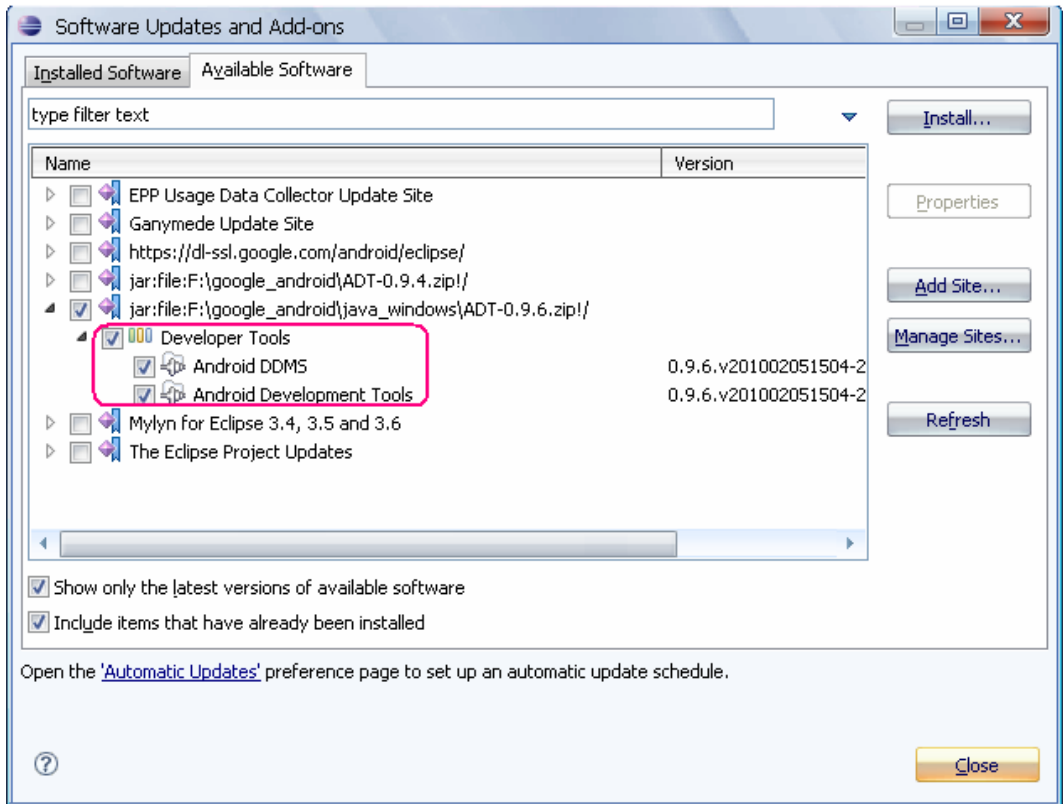 Software Updates and Add-ons
Installed Software Available Software
type filter text
Install...
Name Version
EPP Usage Data Collector Update Site
Properties
Ganymede Update Site
https://dl-ssl.google.com/android/eclipse/
jar:file:F:\google_android\ADT-0.9.4.zip!/
Add Site...
jar:file:F:\google_android\java_windows\ADT-0.9.6.zip!/
Developer Tools
Manage Sites...
Android DDMS 0.9.6.v201002051504-2
Android Development Tools 0.9.6.v201002051504-2
Mylyn for Eclipse 3.4, 3.5 and 3.6
Refresh
The Eclipse Project Updates
Show only the latest versions of available software
Include items that have already been installed
Open the 'Automatic Updates' preference page to set up an automatic update schedule.
?
Close